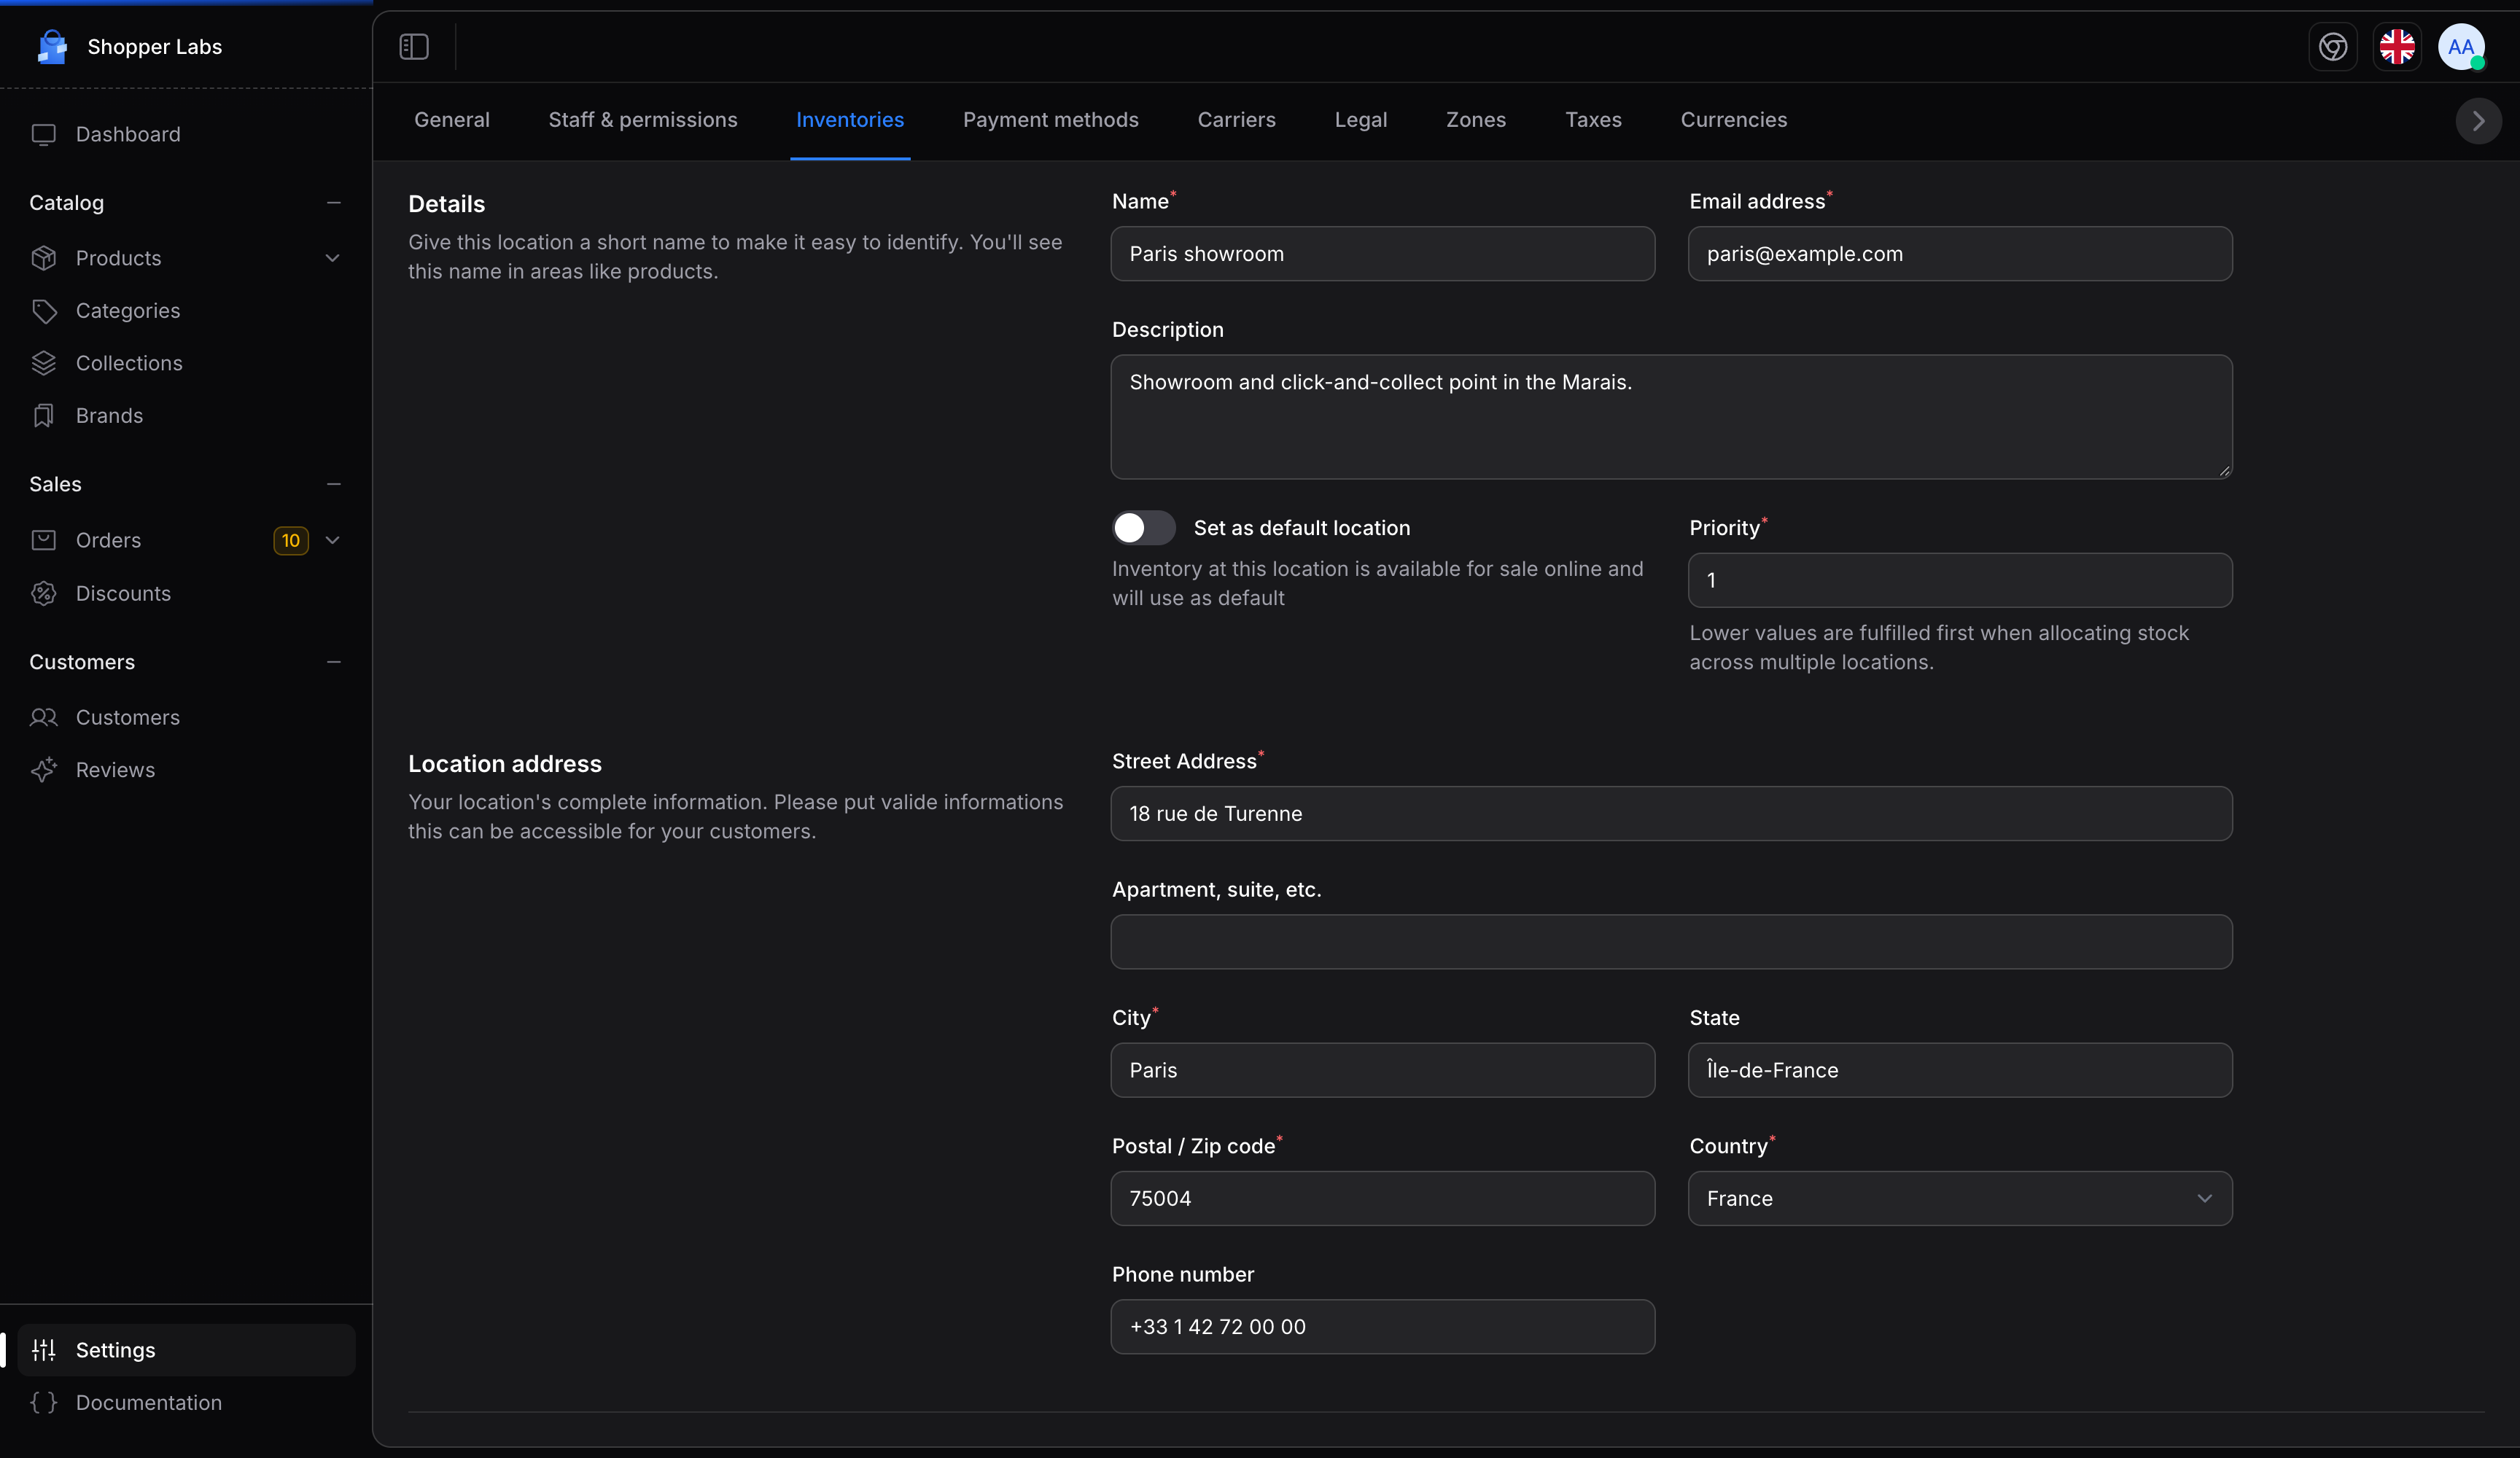 Shopper Labs
AA
Dashboard
Catalog
Products
Categories
Collections
Brands
Sales
Orders
10
Discounts
Customers
Customers
Reviews
Settings
Documentation
General
Staff & permissions
Inventories
Payment methods
Carriers
Legal
Zones
Taxes
Currencies
Details
Give this location a short name to make it easy to identify. You'll see
this name in areas like products.
Name*
Paris showroom
Email address*
paris@example.com
Description
Showroom and click-and-collect point in the Marais.
Set as default location
Inventory at this location is available for sale online and
will use as default
Priority*
1
Lower values are fulfilled first when allocating stock
across multiple locations.
Location address
Your location's complete information. Please put valide informations
this can be accessible for your customers.
Street Address*
18 rue de Turenne
Apartment, suite, etc.
City*
Paris
State
Île-de-France
Postal / Zip code*
75004
Country*
France
Phone number
+33 1 42 72 00 00